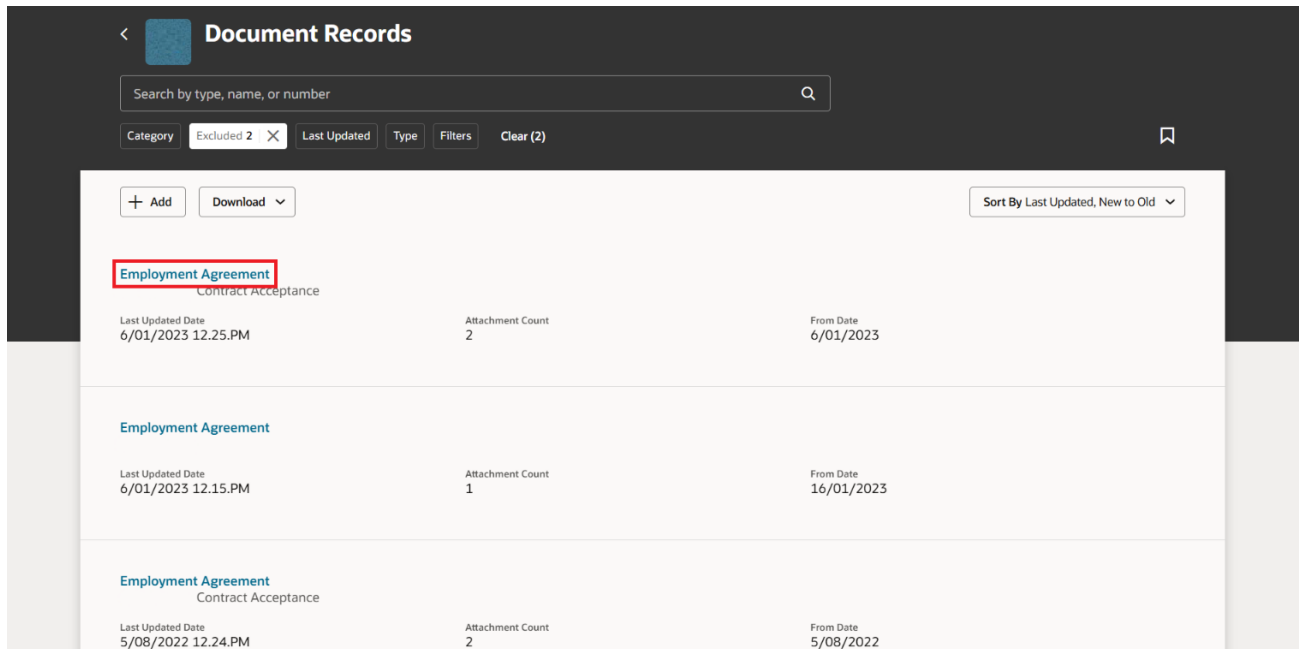 Document Records
Search by type, name, or number
Category Excluded 2 Last Updated Type Filters Clear (2)
Add Download Sort By Last Updated, New to Old
Employment Agreement
Contract Acceptance
Last Updated Date Attachment Count From Date
6/01/2023 12.25.PM 2 6/01/2023
Employment Agreement
Last Updated Date Attachment Count From Date
6/01/2023 12.15.PM 1 16/01/2023
Employment Agreement
Contract Acceptance
Last Updated Date Attachment Count From Date
5/08/2022 12.24.PM 2 5/08/2022